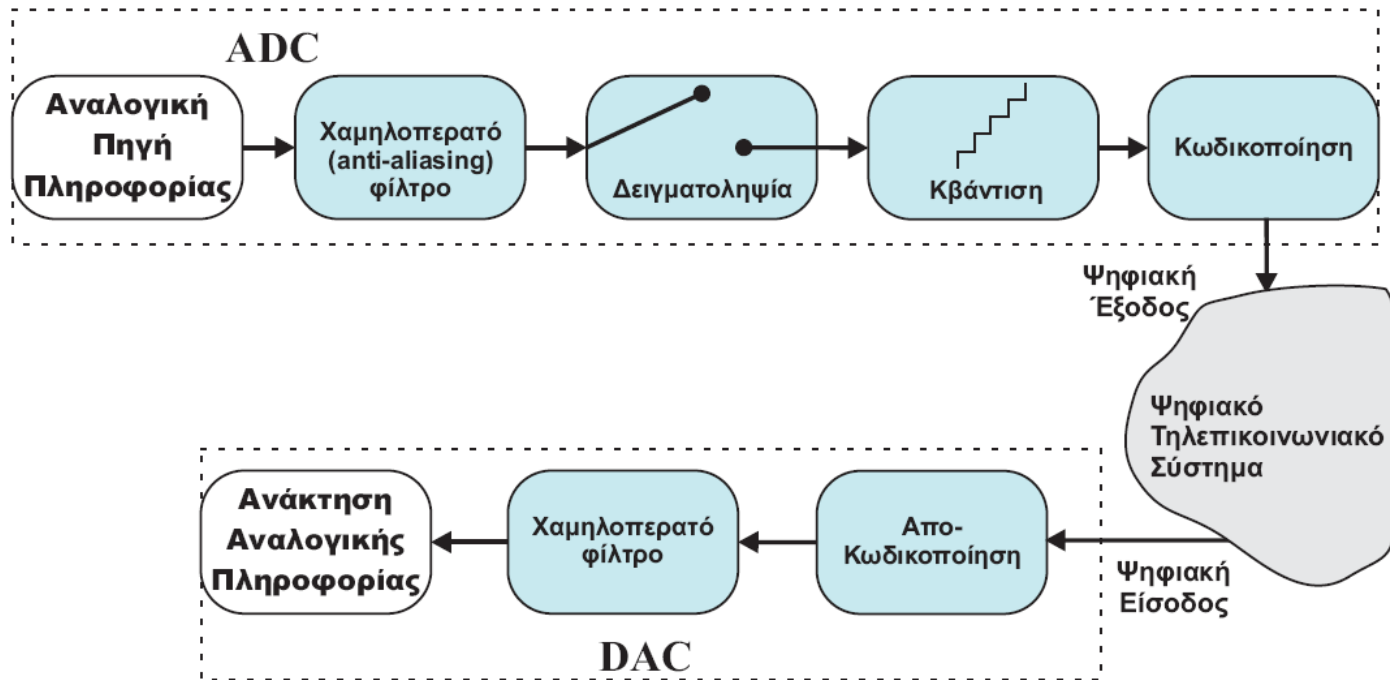 ADC
Αναλογική
Πηγή
Πληροφορίας
Χαμηλοπερατό
(anti-aliasing)
φίλτρο
Δειγματοληψία
Κβάντιση
Κωδικοποίηση
Ψηφιακή
Έξοδος
Ψηφιακό
Τηλεπικοινωνιακό
Σύστημα
Ανάκτηση
Αναλογικής
Πληροφορίας
Χαμηλοπερατό
φίλτρο
Απο-
Κωδικοποίηση
Ψηφιακή
Είσοδος
DAC